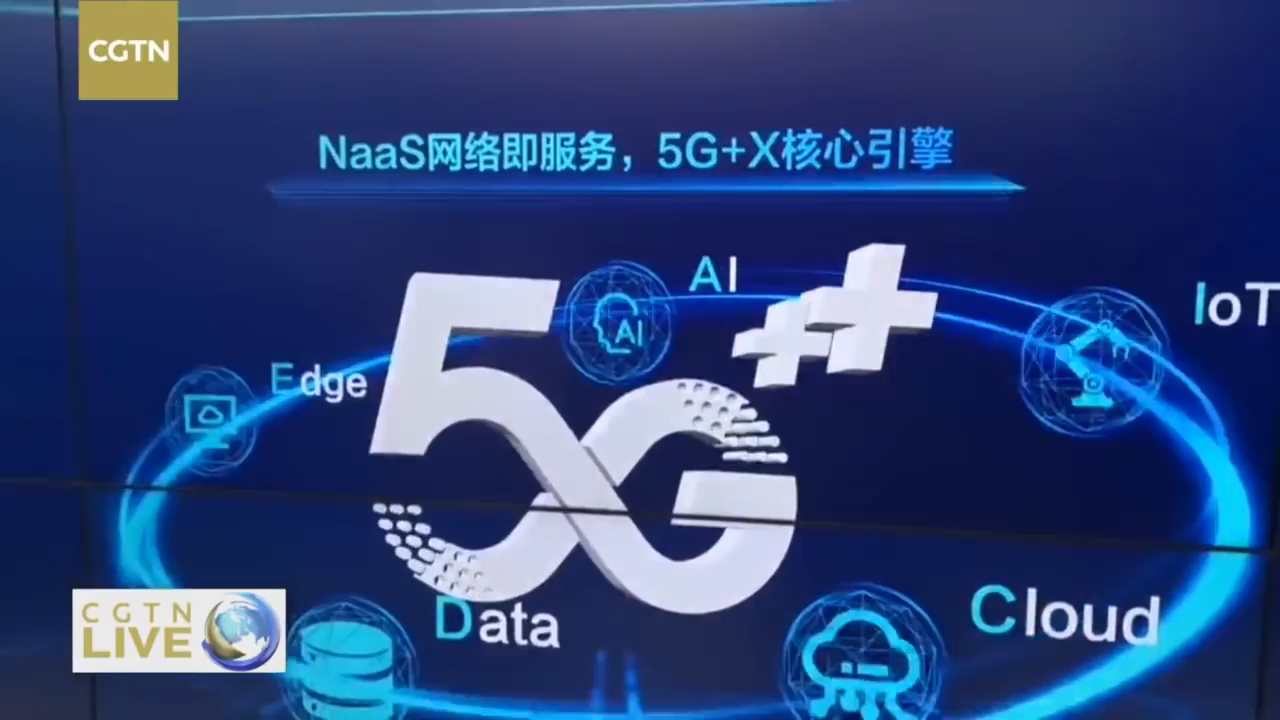 CGTN
NaaS网络即服务，5G+X核心引擎
AI
IoT
Edge
AI
5G++
Data
Cloud
CGTN
LIVE